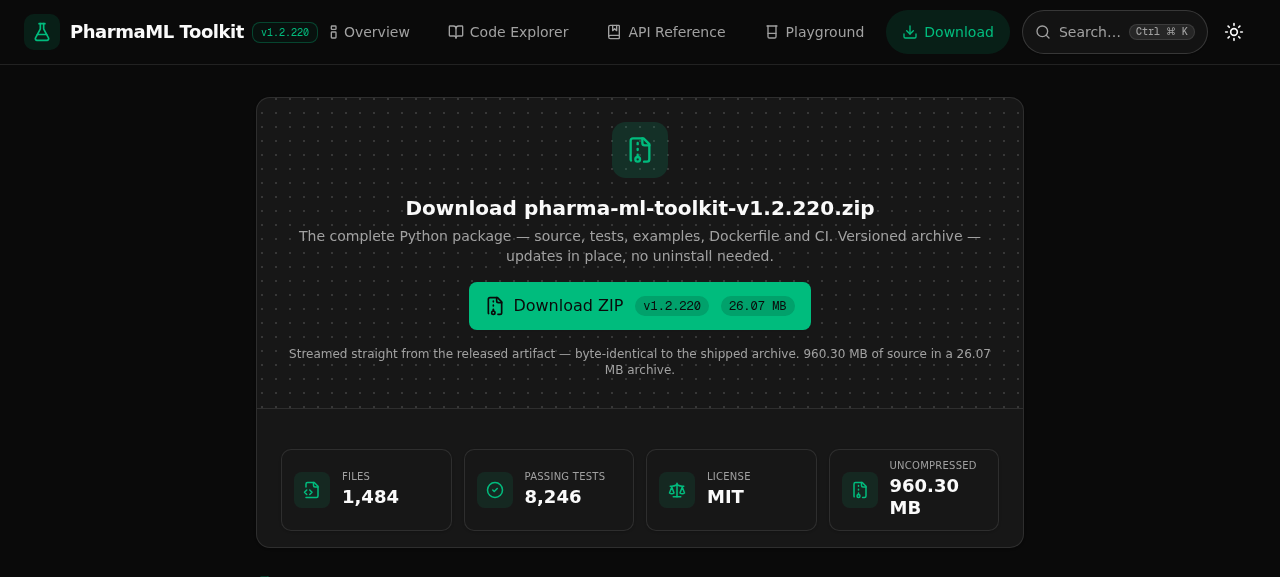 PharmaML Toolkit v1.2.220 Overview Code Explorer API Reference Playground Download Search... Ctrl ⌘ K
Download pharma-ml-toolkit-v1.2.220.zip
The complete Python package — source, tests, examples, Dockerfile and CI. Versioned archive —
updates in place, no uninstall needed.
Download ZIP v1.2.220 26.07 MB
Streamed straight from the released artifact — byte-identical to the shipped archive. 960.30 MB of source in a 26.07
MB archive.
FILES
1,484
PASSING TESTS
8,246
LICENSE
MIT
UNCOMPRESSED
960.30
MB